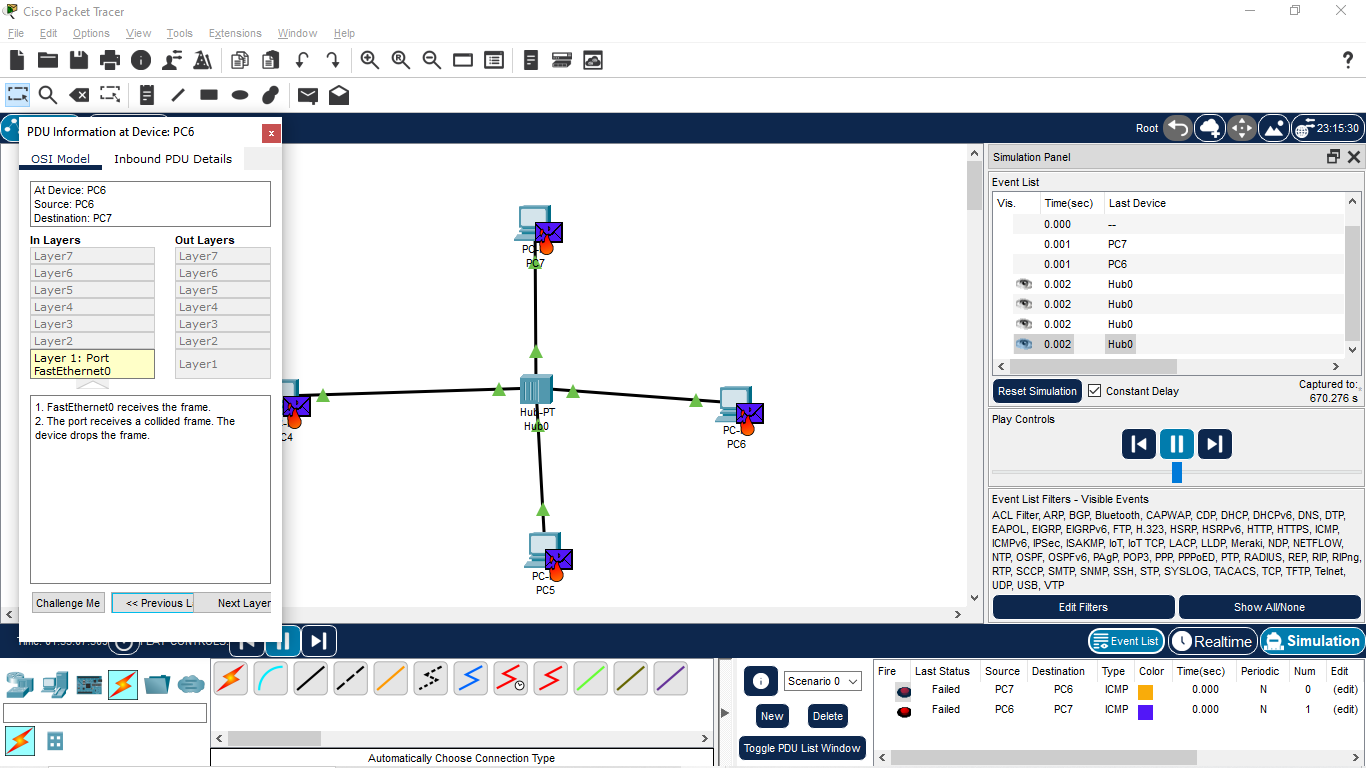 Cisco Packet Tracer
File Edit Options View Tools Extensions Window Help
Root
23:15:30
PDU Information at Device: PC6
x
OSI Model
Inbound PDU Details
At Device: PC6
Source: PC6
Destination: PC7
In Layers
Out Layers
Layer7
Layer7
Layer6
Layer6
Layer5
Layer5
Layer4
Layer4
Layer3
Layer3
Layer2
Layer2
Layer 1: Port
FastEthernet0
Layer1
1. FastEthernet0 receives the frame.
2. The port receives a collided frame. The
device drops the frame.
Challenge Me
<< Previous La
Next Layer
PC-
PC7
Hub-PT
Hub0
PC-
PC6
C4
PC-
PC5
Simulation Panel
Event List
Vis. Time(sec) Last Device
0.000 --
0.001 PC7
0.001 PC6
0.002 Hub0
0.002 Hub0
0.002 Hub0
0.002 Hub0
Reset Simulation
Constant Delay
Captured to:
670.276 s
Play Controls
Event List Filters - Visible Events
ACL Filter, ARP, BGP, Bluetooth, CAPWAP, CDP, DHCP, DHCPv6, DNS, DTP,
EAPOL, EIGRP, EIGRPv6, FTP, H.323, HSRP, HSRPv6, HTTP, HTTPS, ICMP,
ICMPv6, IPSec, ISAKMP, IoT, IoT TCP, LACP, LLDP, Meraki, NDP, NETFLOW,
NTP, OSPF, OSPFv6, PAgP, POP3, PPP, PPPoED, PTP, RADIUS, REP, RIP, RIPng,
RTP, SCCP, SMTP, SNMP, SSH, STP, SYSLOG, TACACS, TCP, TFTP, Telnet,
UDP, USB, VTP
Edit Filters
Show All/None
PLAY CONTROLS:
Event List
Realtime
Simulation
Automatically Choose Connection Type
Scenario 0
New
Delete
Toggle PDU List Window
Fire Last Status Source Destination Type Color Time(sec) Periodic Num Edit
Failed PC7 PC6 ICMP 0.000 N 0 (edit)
Failed PC6 PC7 ICMP 0.000 N 1 (edit)